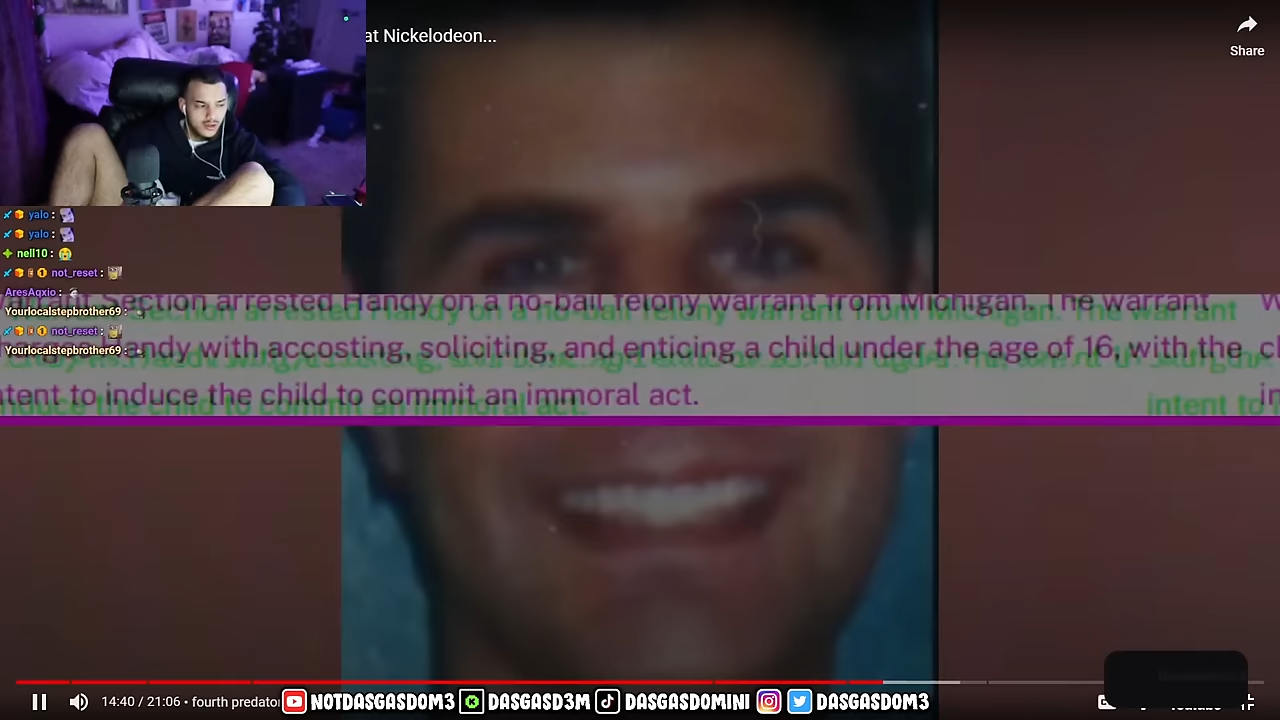 at Nickelodeon...
Share
yalo :
yalo :
nell10 :
not_reset :
AresAqxio :
Yourlocalstepbrother69 :
not_reset :
Yourlocalstepbrother69 :
Section arrested Handy on a no-bail felony warrant from Michigan. The warrant
andy with accosting, soliciting, and enticing a child under the age of 16, with the
ntent to induce the child to commit an immoral act.
intent to
14:40 / 21:06 • fourth predator
NOTDASGASDOM3 DASGASD3M DASGASDOMINI DASGASDOM3